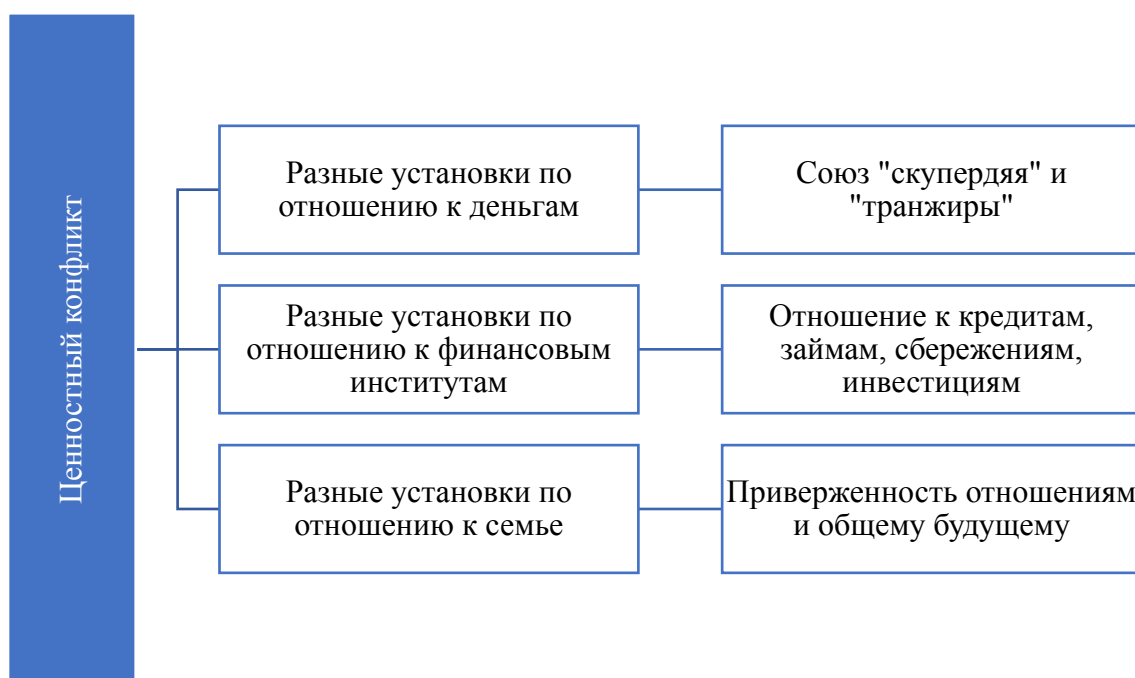 Ценностный конфликт
Разные установки по
отношению к деньгам
Союз "скупердяя" и
"транжиры"
Разные установки по
отношению к финансовым
институтам
Отношение к кредитам,
займам, сбережениям,
инвестициям
Разные установки по
отношению к семье
Приверженность отношениям
и общему будущему